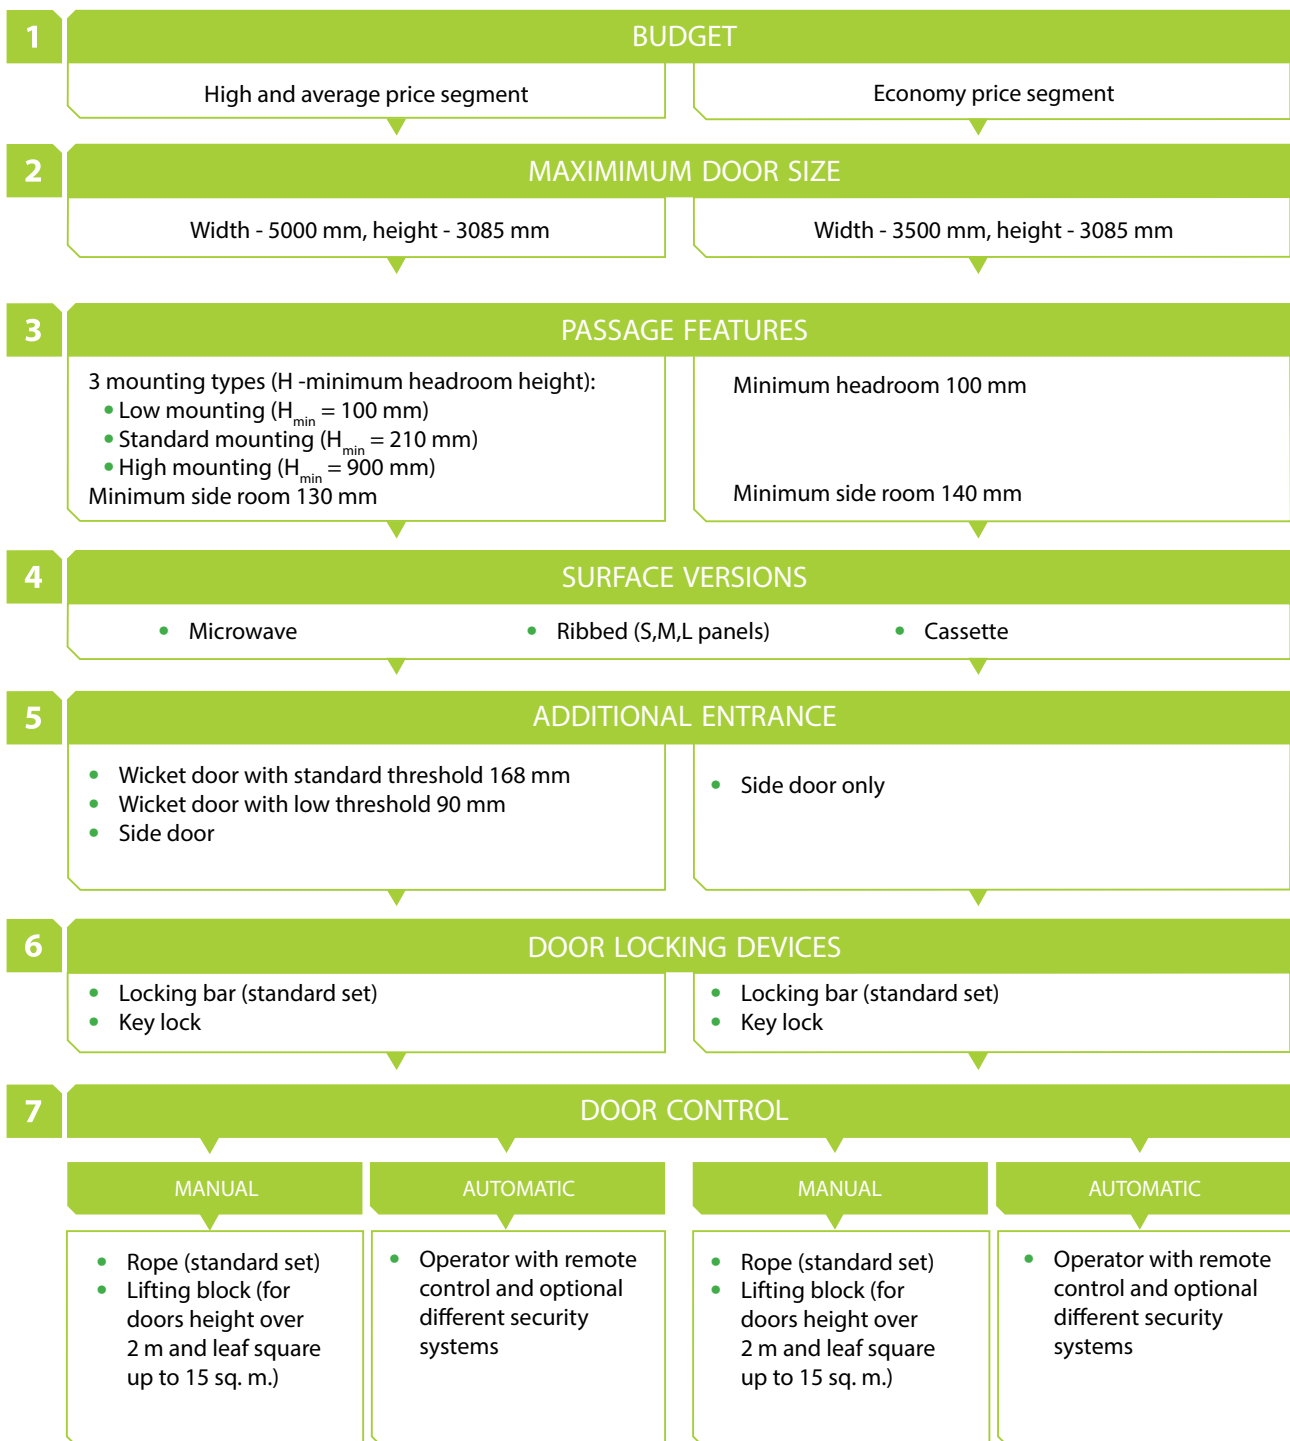 1
BUDGET
High and average price segment
Economy price segment
2
MAXIMIMUM DOOR SIZE
Width - 5000 mm, height - 3085 mm
Width - 3500 mm, height - 3085 mm
3
PASSAGE FEATURES
3 mounting types (H -minimum headroom height):
• Low mounting (Hmin = 100 mm)
• Standard mounting (Hmin = 210 mm)
• High mounting (Hmin = 900 mm)
Minimum side room 130 mm
Minimum headroom 100 mm
Minimum side room 140 mm
4
SURFACE VERSIONS
• Microwave
• Ribbed (S,M,L panels)
• Cassette
5
ADDITIONAL ENTRANCE
• Wicket door with standard threshold 168 mm
• Wicket door with low threshold 90 mm
• Side door
• Side door only
6
DOOR LOCKING DEVICES
• Locking bar (standard set)
• Key lock
• Locking bar (standard set)
• Key lock
7
DOOR CONTROL
MANUAL
• Rope (standard set)
• Lifting block (for
doors height over
2 m and leaf square
up to 15 sq. m.)
AUTOMATIC
• Operator with remote
control and optional
different security
systems
MANUAL
• Rope (standard set)
• Lifting block (for
doors height over
2 m and leaf square
up to 15 sq. m.)
AUTOMATIC
• Operator with remote
control and optional
different security
systems